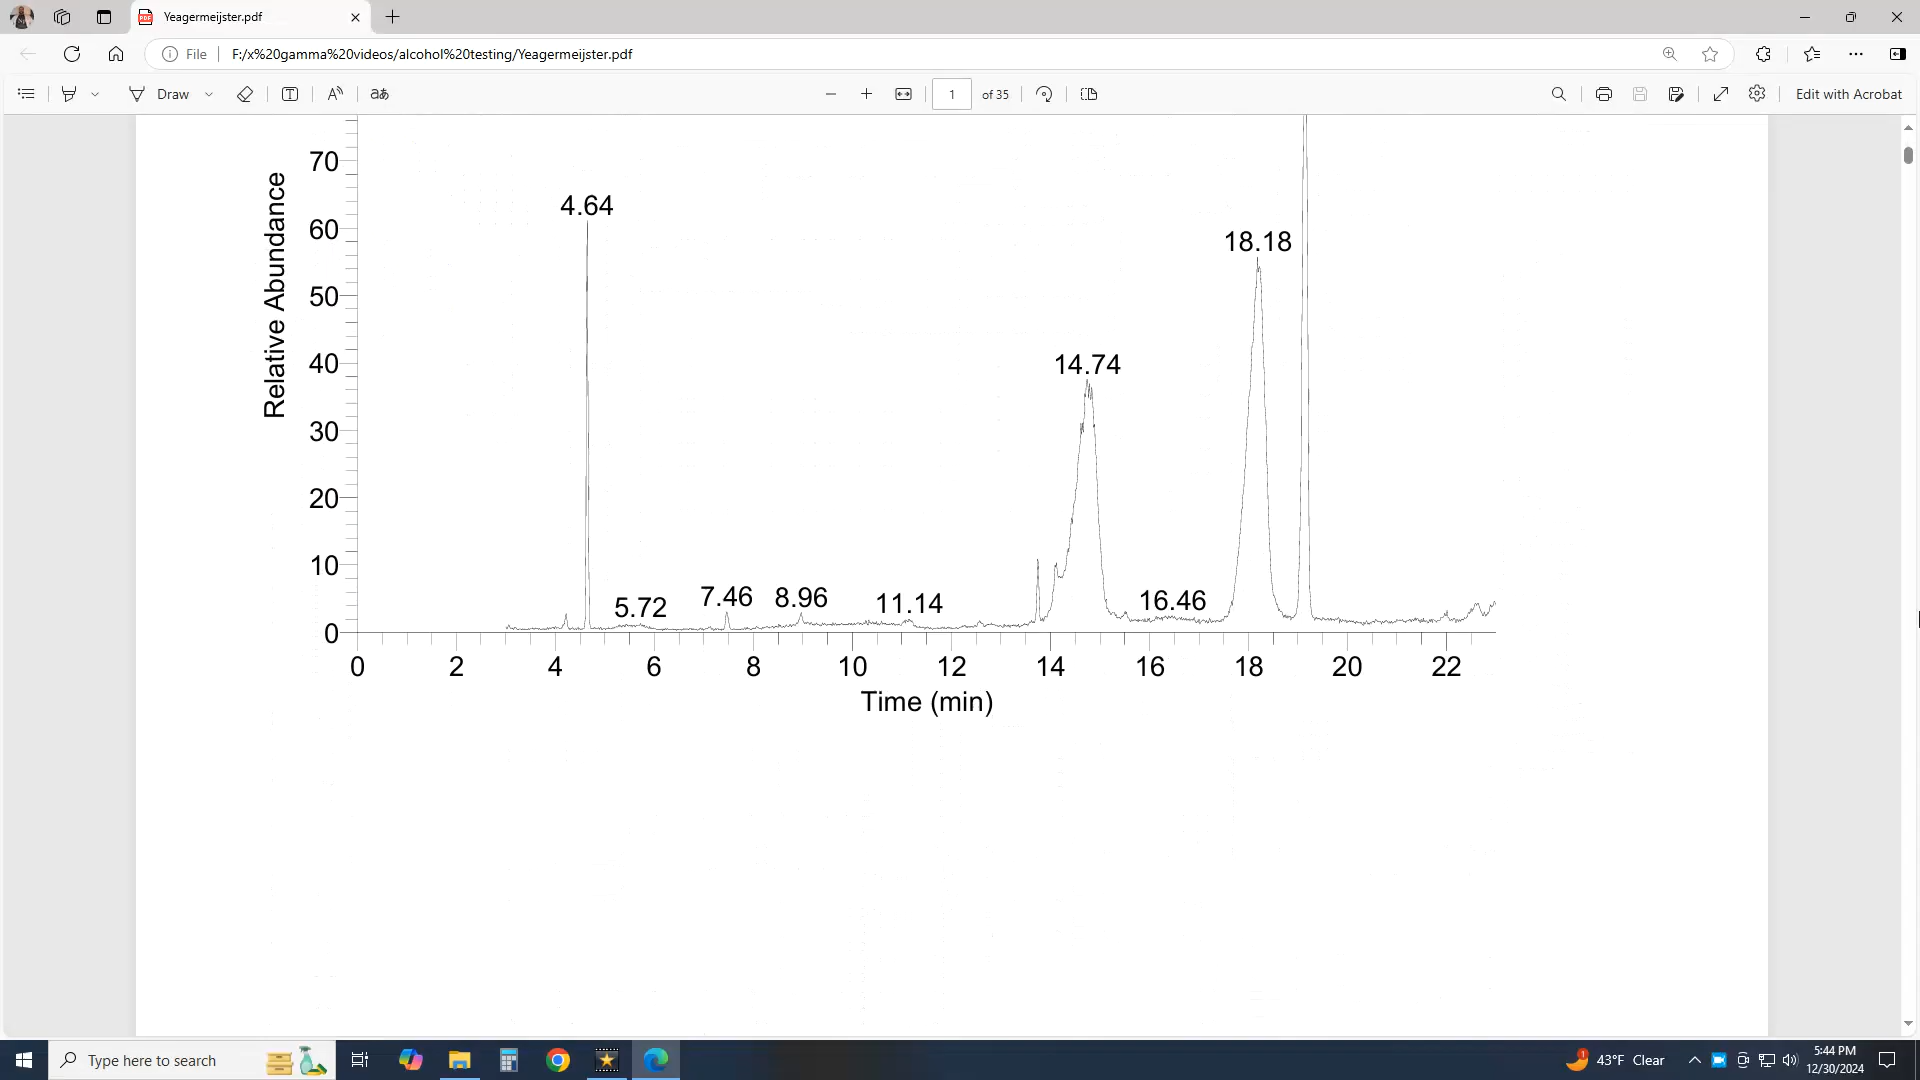 Yeagermeijster.pdf
File
F:/x%20gamma%20videos/alcohol%20testing/Yeagermeijster.pdf
Draw
1 of 35
Edit with Acrobat
Relative Abundance
70
60
50
40
30
20
10
0
4.64
5.72
7.46
8.96
11.14
14.74
16.46
18.18
0 2 4 6 8 10 12 14 16 18 20 22
Time (min)
Type here to search
43°F Clear
5:44 PM
12/30/2024